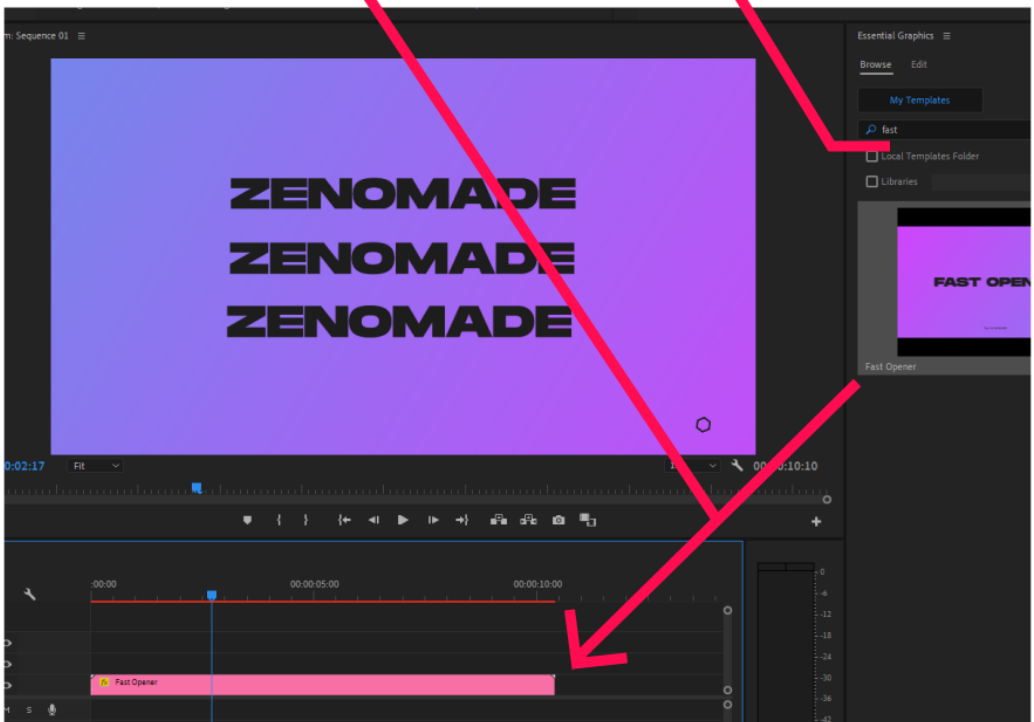 m: Sequence 01
Essential Graphics
Browse Edit
My Templates
fast
Local Templates Folder
Libraries
ZENOMADE
ZENOMADE
ZENOMADE
FAST OPEN
Fast Opener
0:02:17 Fit 00:00:10:10
:00:00 00:00:05:00 00:00:10:00
fx Fast Opener
M S
0
-6
-12
-18
-24
-30
-36
-42